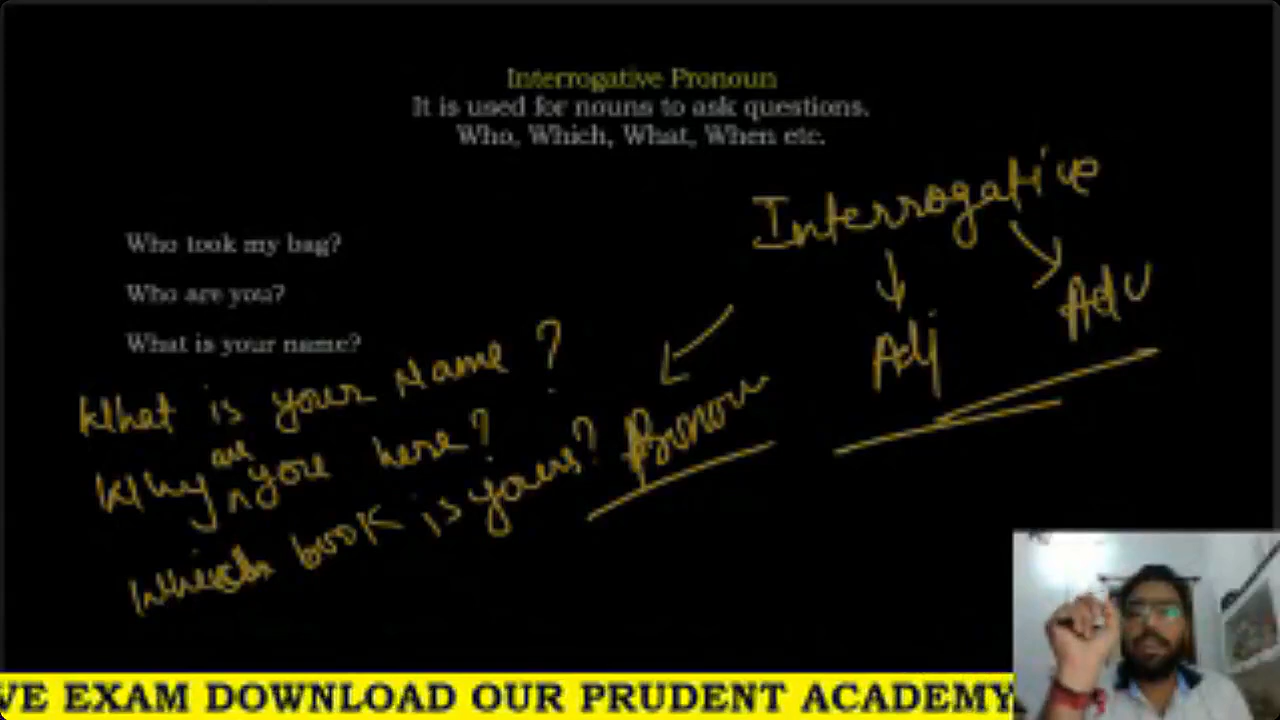 Interrogative Pronoun
It is used for nouns to ask questions.
Who, Which, What, When etc.
Interrogative
Who took my bag?
Who are you?
Adj
Adv
What is your name?
What is your Name ?
Why are you here?
Which book is yours?
VE EXAM DOWNLOAD OUR PRUDENT ACADEMY